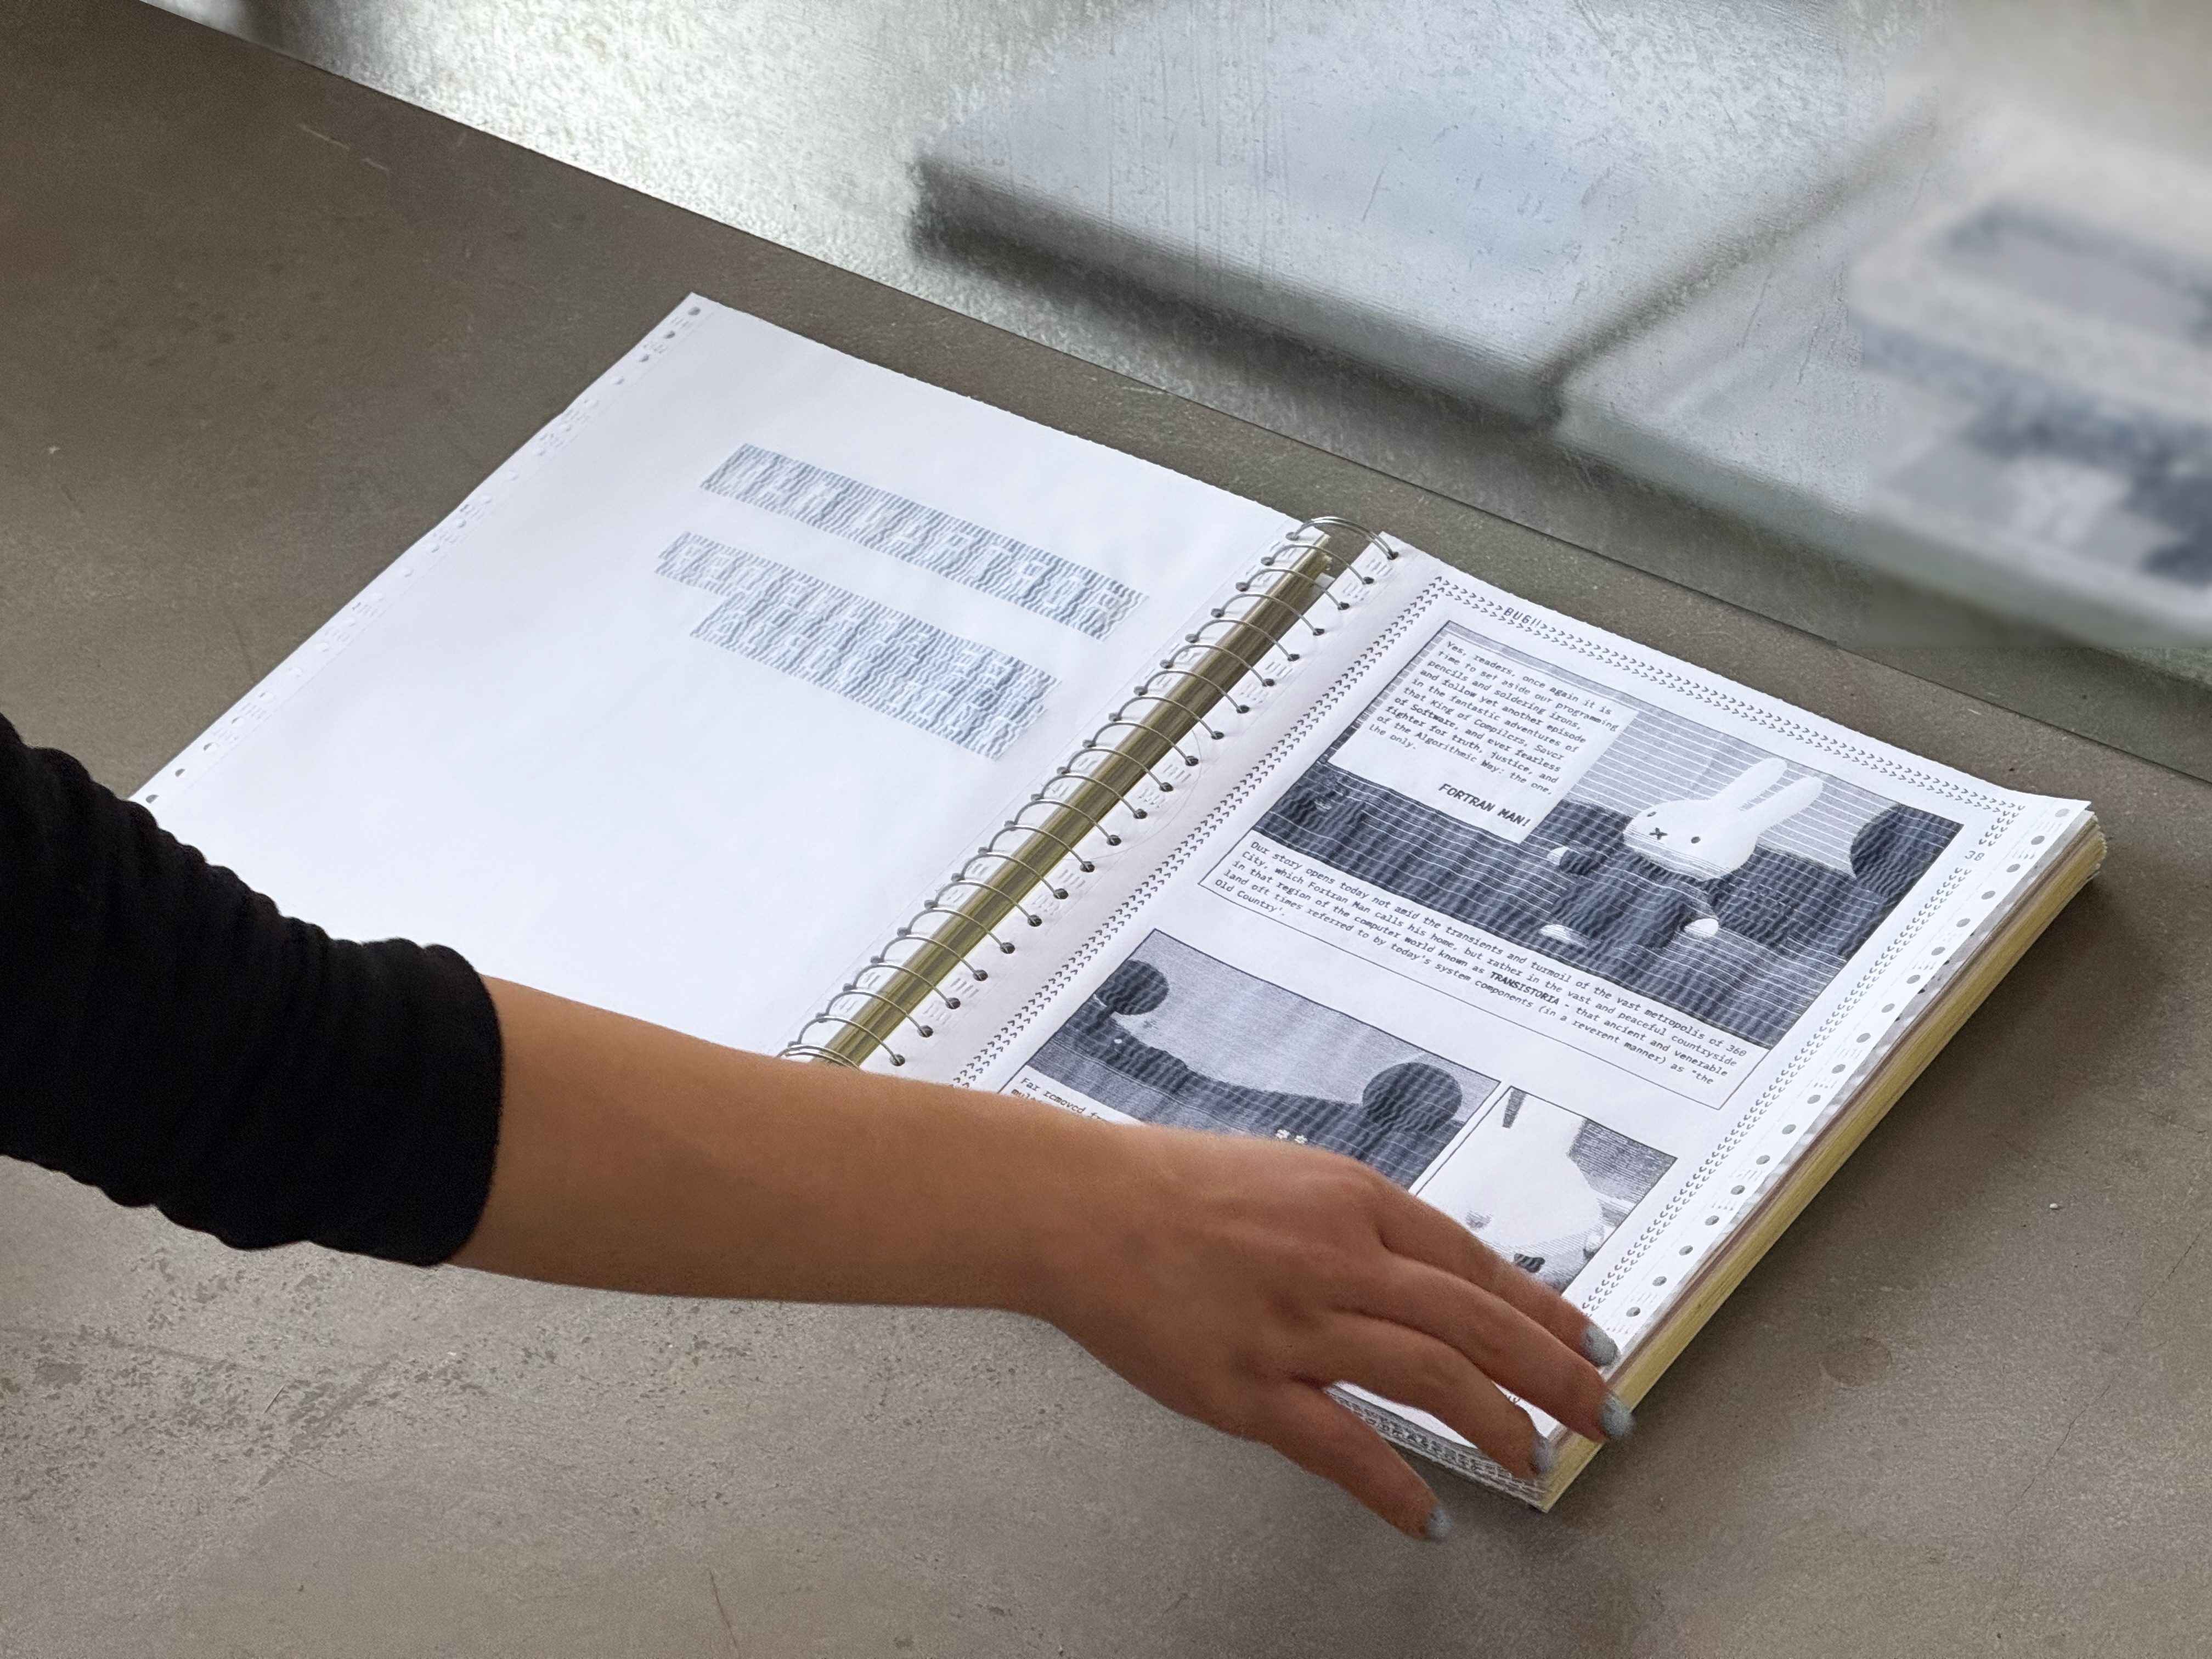 BUG!!
Yes, readers, once again it is
time to set aside our programming
pencils and soldering irons,
and follow yet another episode
in the fantastic adventures of
that King of Compilers, Savor
of Software, and ever fearless
fighter for truth, justice, and
of the Algorithmic Way: the one,
the only.
FORTRAN MAN!
38
Our story opens today not amid the transients and turmoil of the vast metropolis of 360
City, which Fortran Man calls his home, but rather in the vast and peaceful countryside
in that region of the computer world known as TRANSISTORIA - that ancient and venerable
land oft times referred to by today's system components (in a reverent manner) as "the
Old Country".
Far removed